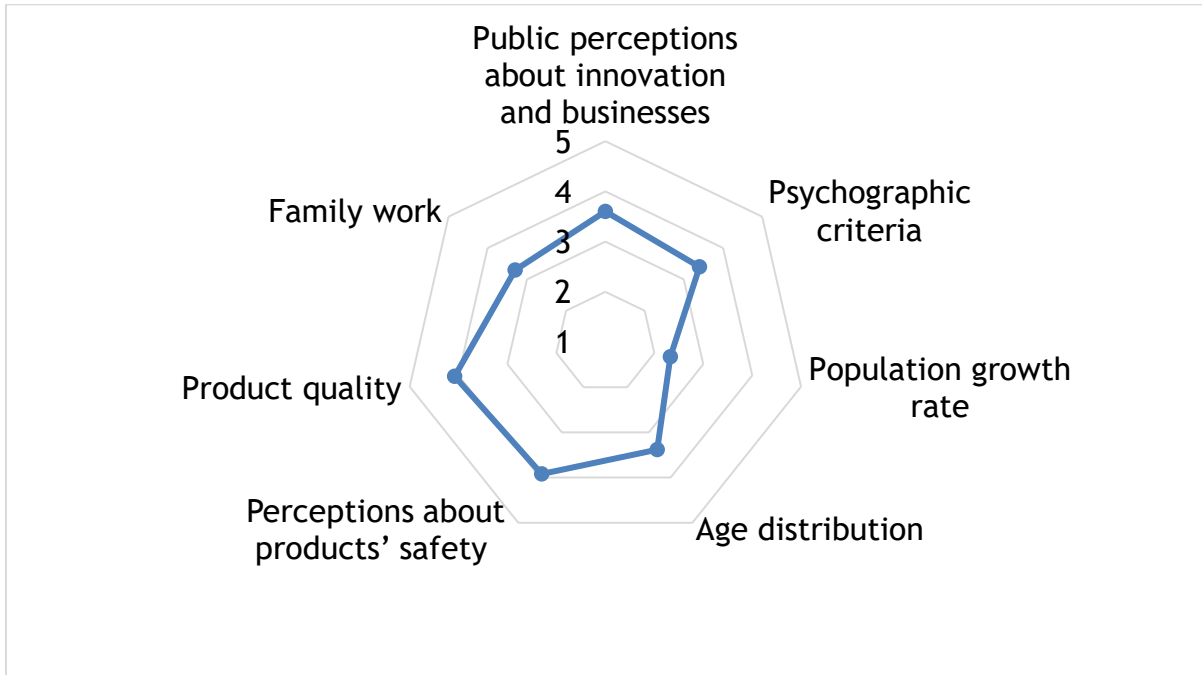 Public perceptions
about innovation
and businesses
5
4
3
2
1
Psychographic
criteria
Population growth
rate
Age distribution
Perceptions about
products’ safety
Product quality
Family work